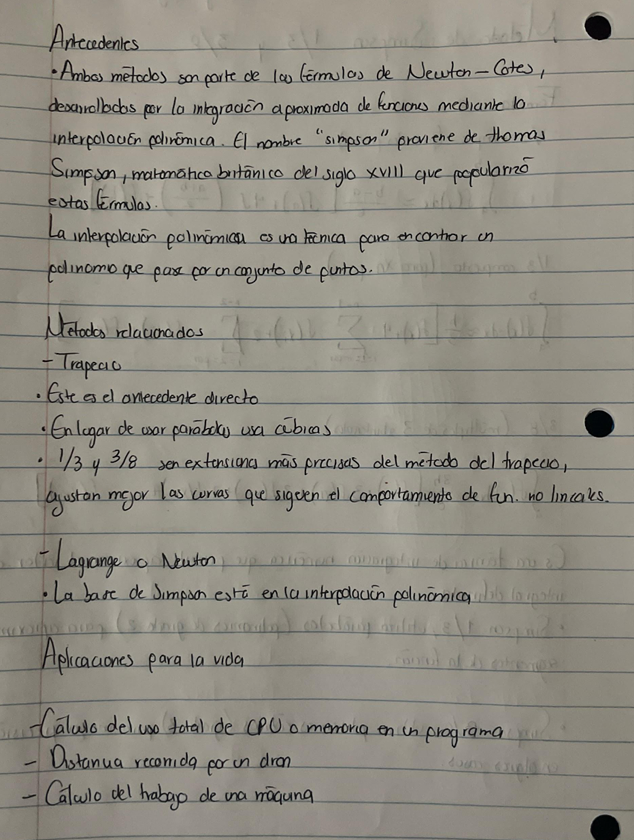 Antecedentes
• Ambos métodos son parte de las fórmulas de Newton – Cotes,
desarrolladas por la integración aproximada de funciones mediante la
interpolación polinómica. El nombre "simpson" proviene de thomas
Simpson, matemático británico del siglo XVIII que popularizó
estas fórmulas.
La interpolación polinómica es una técnica para encontrar un
polinomio que pase por un conjunto de puntos.
Métodos relacionados
- Trapecio
• Este es el antecedente directo
• En lugar de usar parábolas usa cúbicas
• 1/3 y 3/8 son extensiones más precisas del método del trapecio,
ajustan mejor las curvas que siguen el comportamiento de fun. no lineales.
- Lagrange o Newton
• La base de Simpson está en la interpolación polinómica
Aplicaciones para la vida
- Cálculo del uso total de CPU o memoria en un programa
- Distancia recorrida por un dron
- Cálculo del trabajo de una máquina